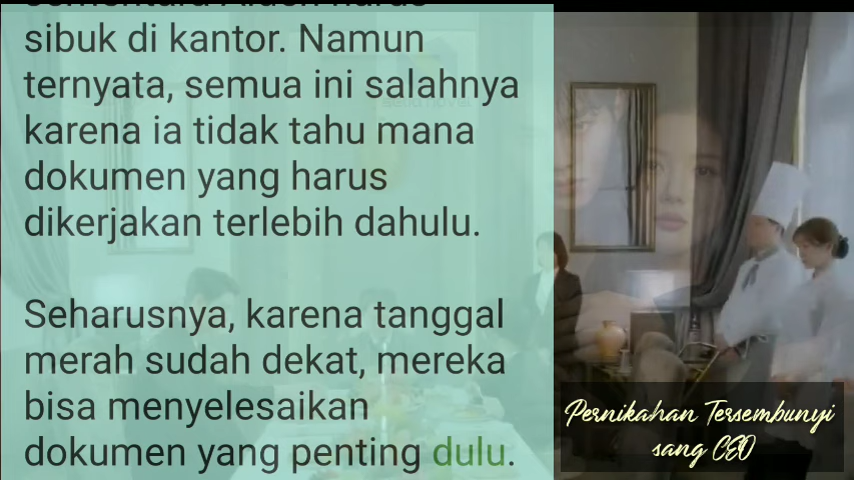 sibuk di kantor. Namun
ternyata, semua ini salahnya
karena ia tidak tahu mana
dokumen yang harus
dikerjakan terlebih dahulu.
Seharusnya, karena tanggal
merah sudah dekat, mereka
bisa menyelesaikan
dokumen yang penting dulu.
Pernikahan Tersembunyi
sang CEO